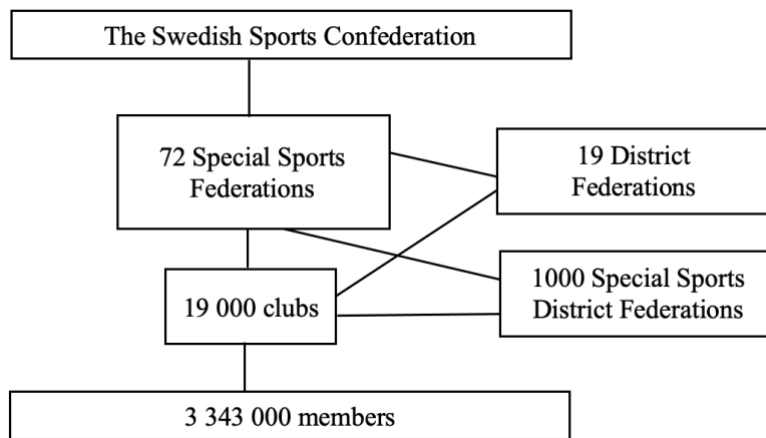 The Swedish Sports Confederation
72 Special Sports
Federations
19 District
Federations
19 000 clubs
1000 Special Sports
District Federations
3 343 000 members